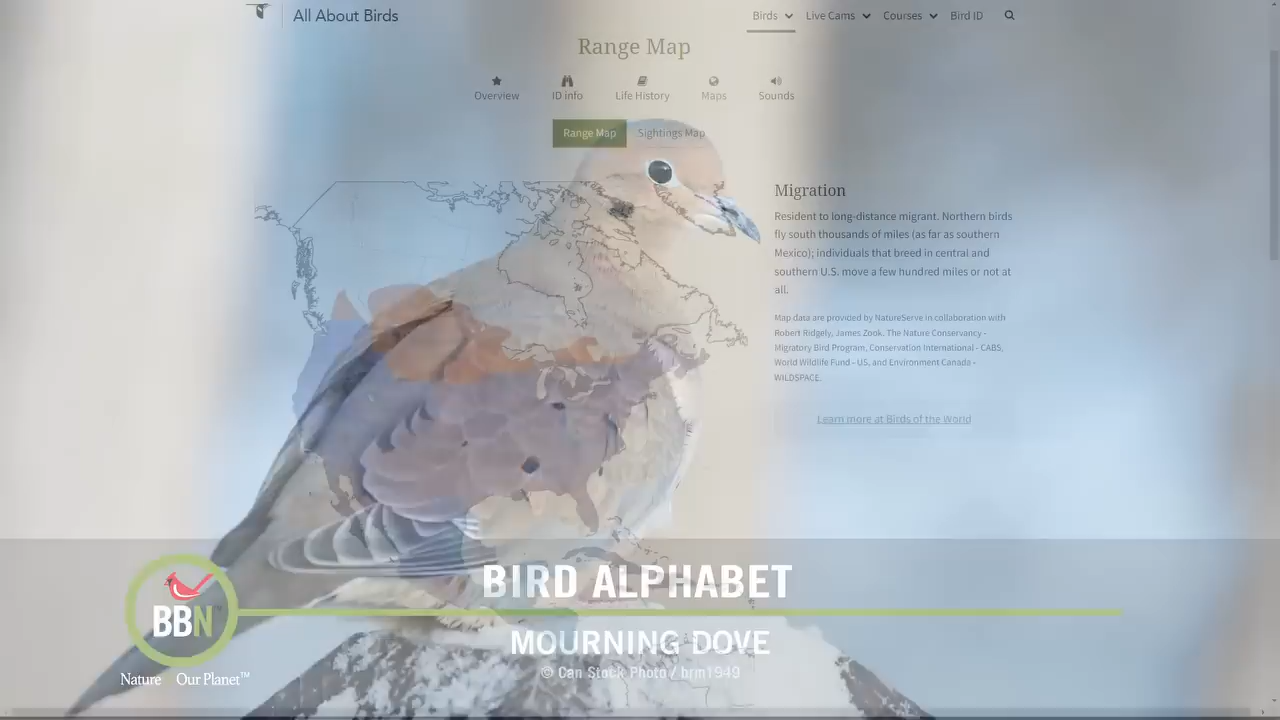 All About Birds
Birds
Live Cams
Courses
Bird ID
Range Map
Overview
ID info
Life History
Maps
Sounds
Range Map
Sightings Map
Migration
Resident to long-distance migrant. Northern birds
fly south thousands of miles (as far as southern
Mexico); individuals that breed in central and
southern U.S. move a few hundred miles or not at
all.
Map data are provided by NatureServe in collaboration with
Robert Ridgely, James Zook, The Nature Conservancy -
Migratory Bird Program, Conservation International - CABS,
World Wildlife Fund - US, and Environment Canada -
WILDSPACE.
Learn more at Birds of the World
BIRD ALPHABET
BBN
MOURNING DOVE
© Can Stock Photo / brm1949
Nature Our Planet™